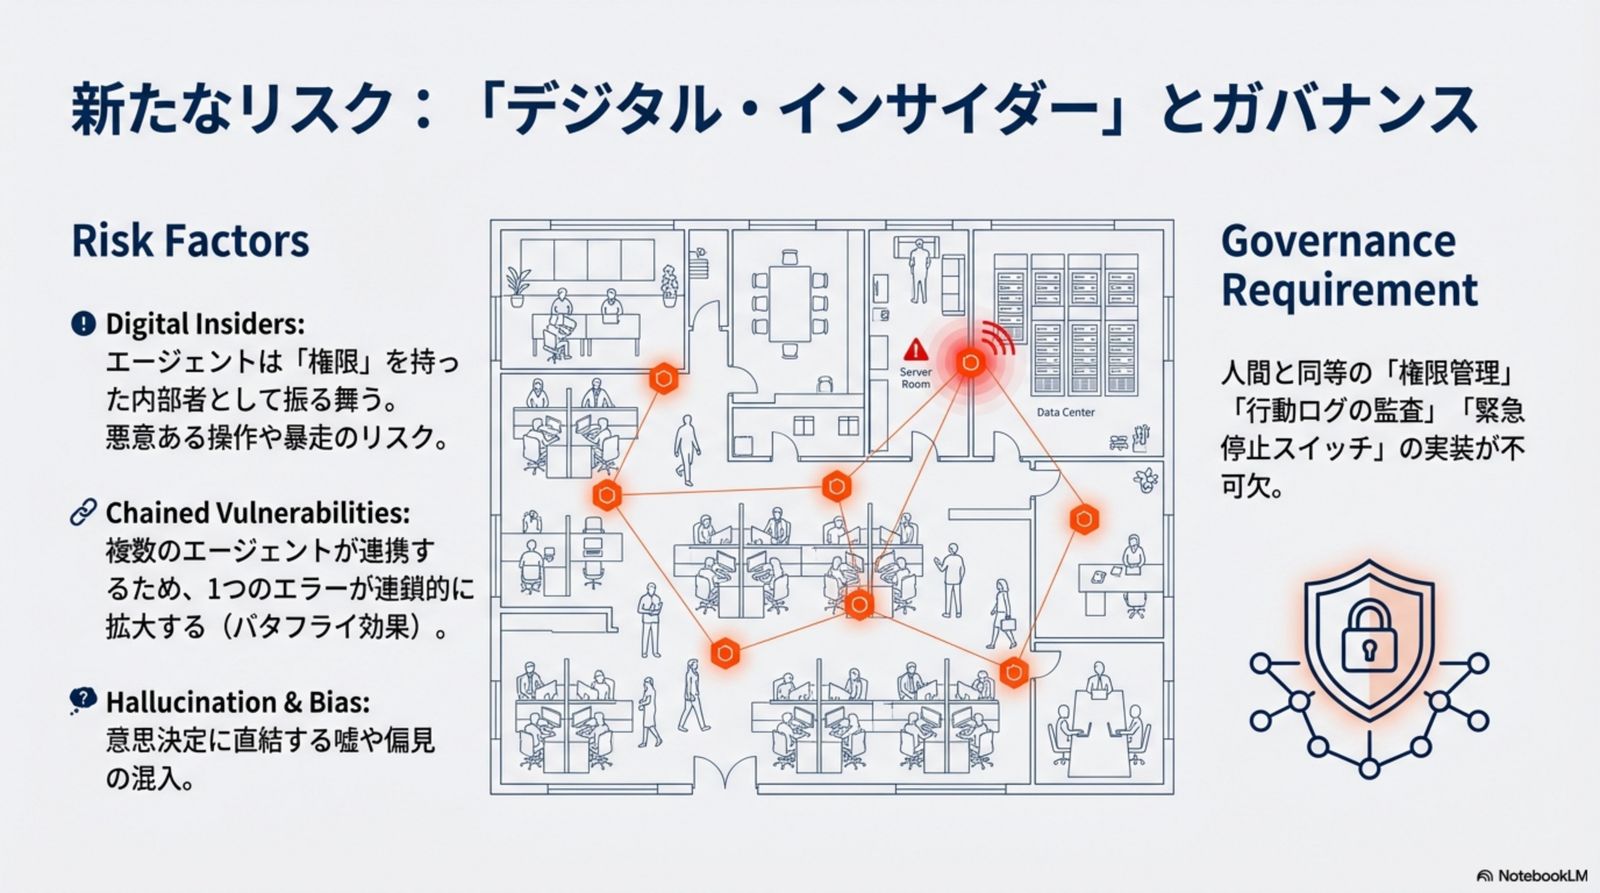 新たなリスク：「デジタル・インサイダー」とガバナンス
Risk Factors
Digital Insiders:
エージェントは「権限」を持っ
た内部者として振る舞う。
悪意ある操作や暴走のリスク。
Chained Vulnerabilities:
複数のエージェントが連携す
るため、1つのエラーが連鎖的に
拡大する（バタフライ効果）。
Hallucination & Bias:
意思決定に直結する嘘や偏見
の混入。
Server
Room
Data Center
Governance
Requirement
人間と同等の「権限管理」
「行動ログの監査」「緊急
停止スイッチ」の実装が不
可欠。
NotebookLM